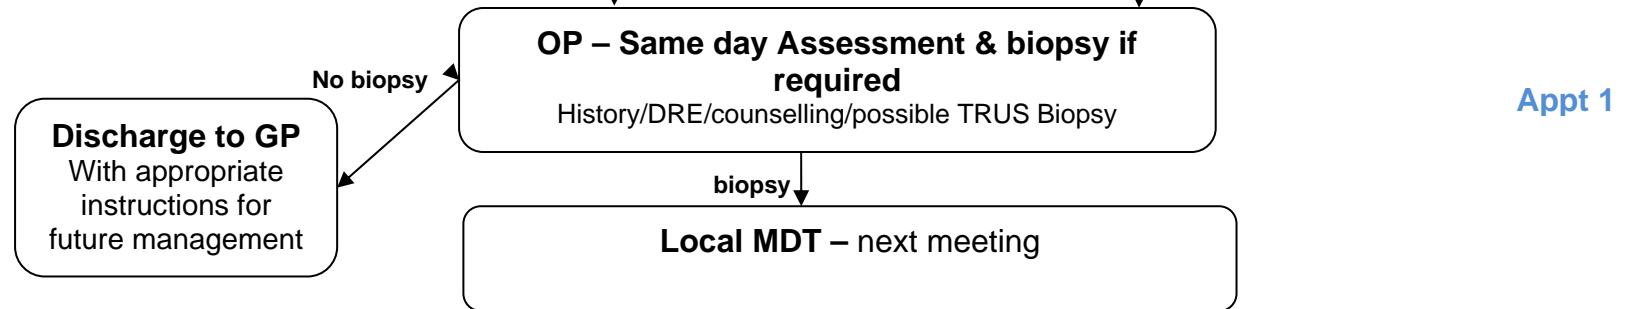 OP – Same day Assessment & biopsy if
required
History/DRE/counselling/possible TRUS Biopsy
No biopsy
Appt 1
Discharge to GP
With appropriate
instructions for
future management
biopsy
Local MDT – next meeting